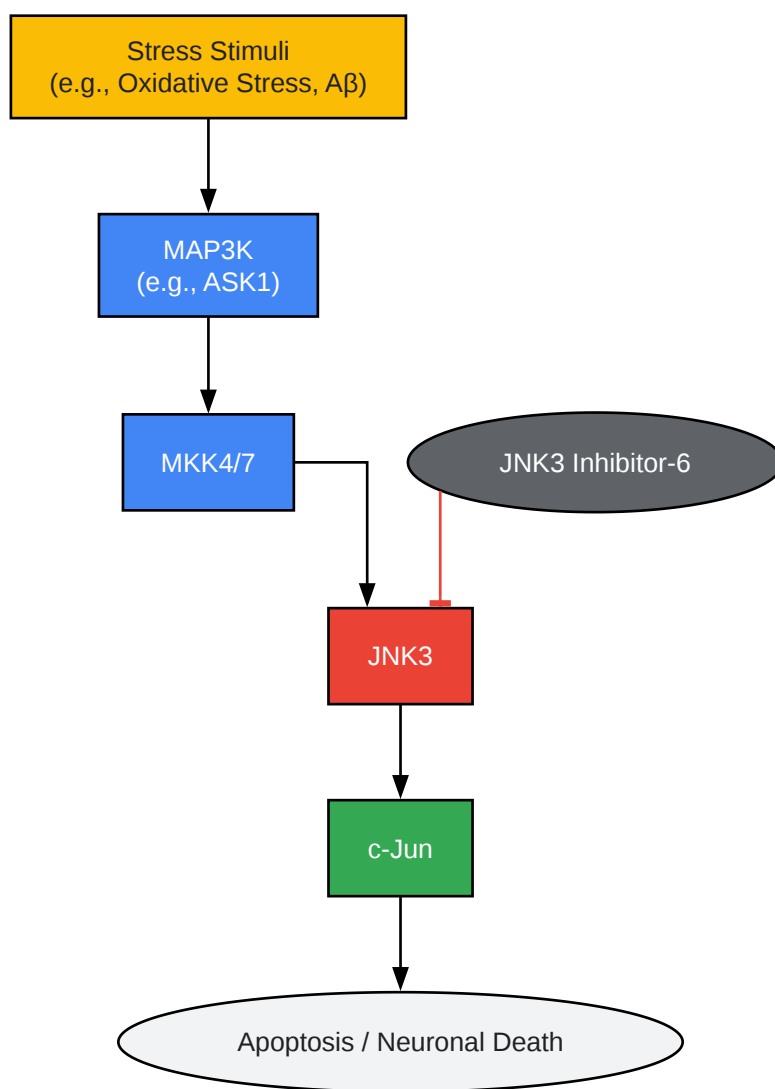 Stress Stimuli
(e.g., Oxidative Stress, Aβ)
MAP3K
(e.g., ASK1)
MKK4/7
JNK3 Inhibitor-6
JNK3
c-Jun
Apoptosis / Neuronal Death